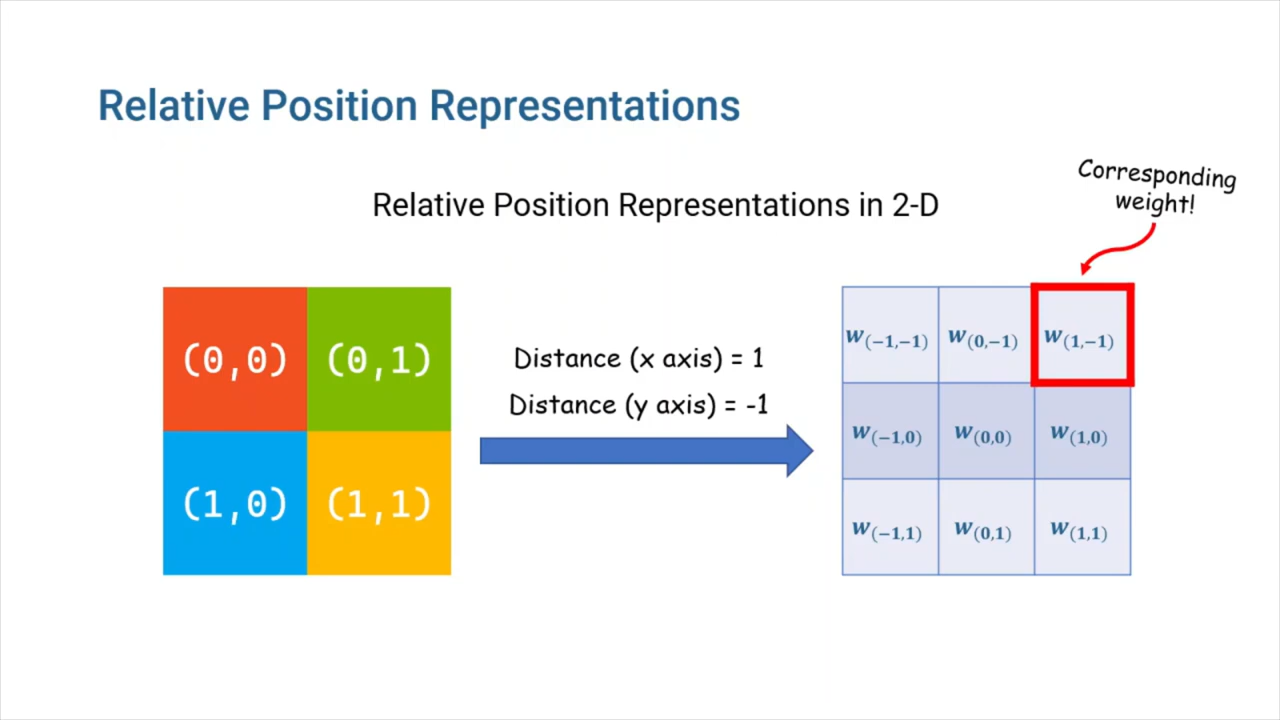 Relative Position Representations
Corresponding
weight!
Relative Position Representations in 2-D
(0,0) (0,1)
(1,0) (1,1)
Distance (x axis) = 1
Distance (y axis) = -1
w(−1,−1) w(0,−1) w(1,−1)
w(−1,0) w(0,0) w(1,0)
w(−1,1) w(0,1) w(1,1)